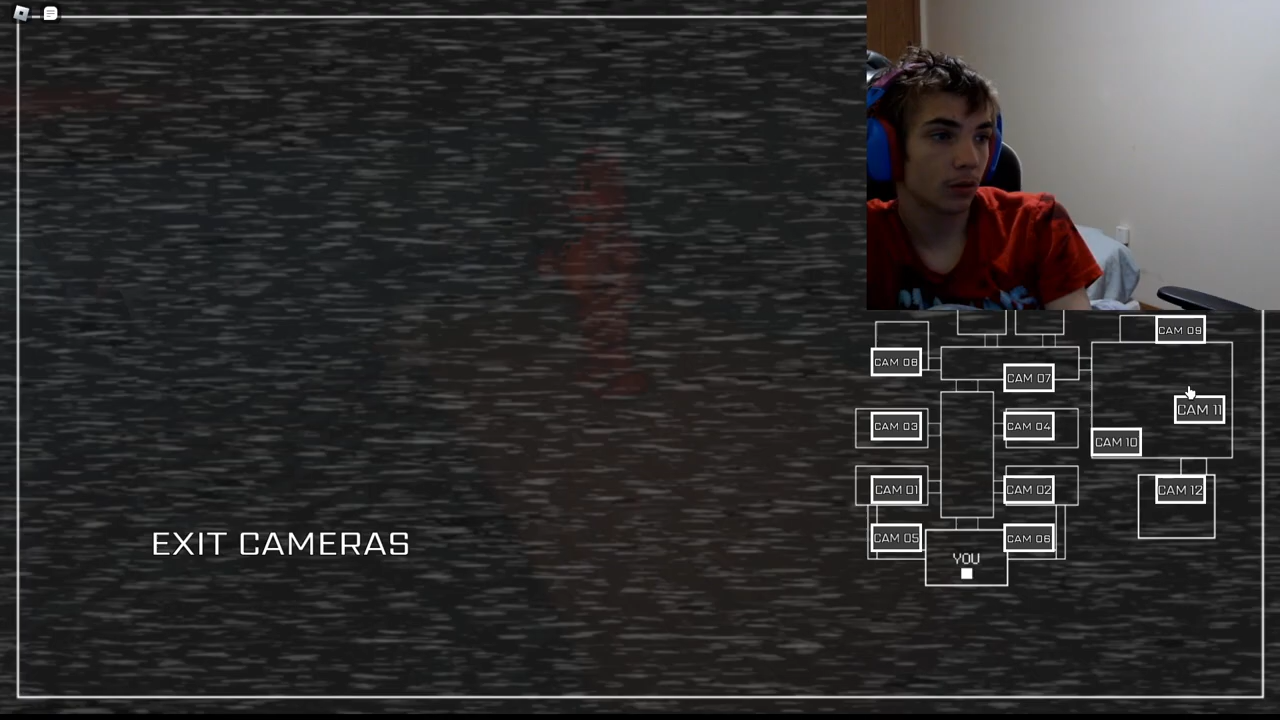 CAM 09
CAM 08
CAM 07
CAM 11
CAM 03
CAM 04
CAM 10
CAM 01
CAM 02
CAM 12
CAM 05
CAM 06
EXIT CAMERAS
YOU